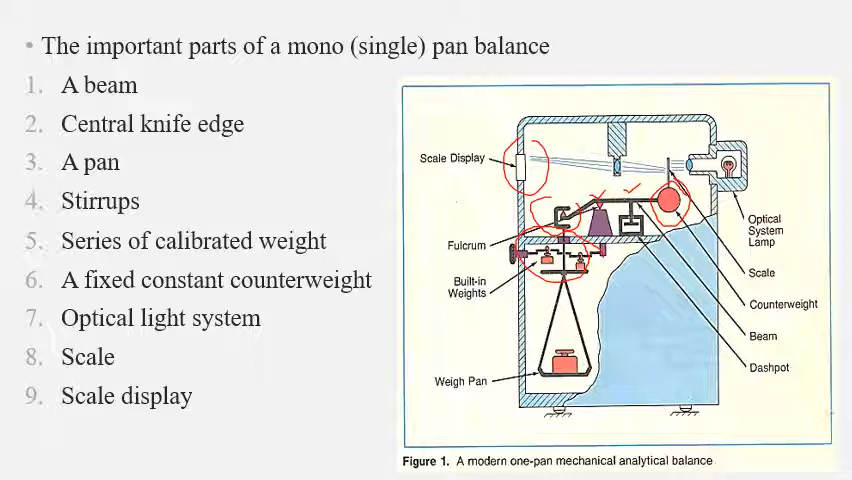 • The important parts of a mono (single) pan balance
1. A beam
2. Central knife edge
3. A pan
4. Stirrups
5. Series of calibrated weight
6. A fixed constant counterweight
7. Optical light system
8. Scale
9. Scale display
Scale Display
Fulcrum
Built-in
Weights
Weigh Pan
Optical
System
Lamp
Scale
Counterweight
Beam
Dashpot
Figure 1. A modern one-pan mechanical analytical balance